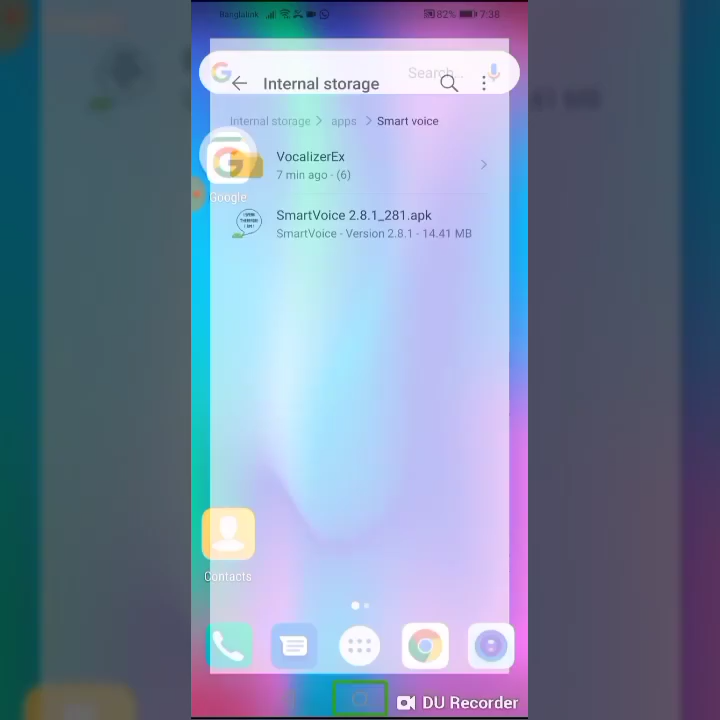 Banglalink 82% 7:38
Search...
Internal storage
Internal storage > apps > Smart voice
VocalizerEx
7 min ago - (6)
Google
SmartVoice 2.8.1_281.apk
SmartVoice - Version 2.8.1 - 14.41 MB
Contacts
DU Recorder